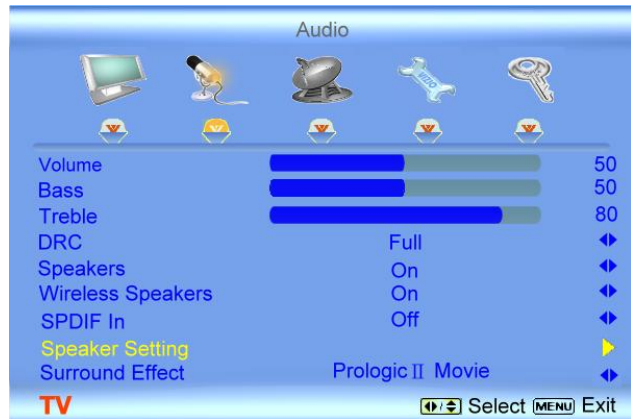 Audio
VIZIO
Volume 50
Bass 50
Treble 80
DRC Full
Speakers On
Wireless Speakers On
SPDIF In Off
Speaker Setting
Surround Effect Prologic II Movie
TV Select MENU Exit